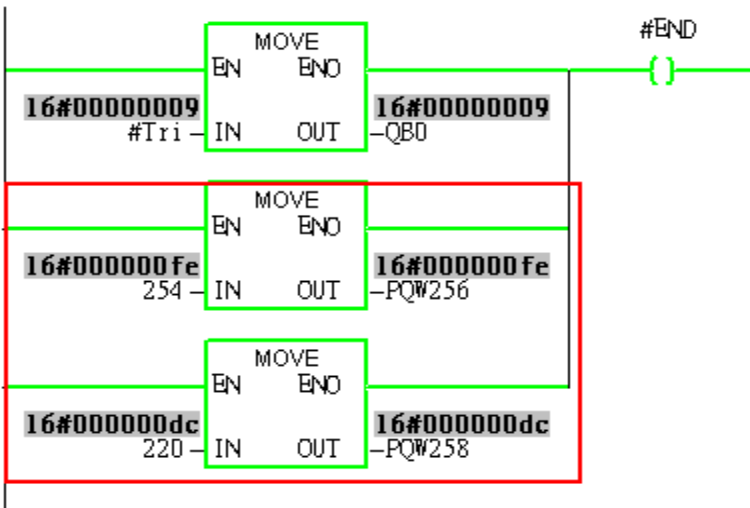 #END
MOVE
EN ENO
16#00000009 16#00000009
#Tri IN OUT QB0
MOVE
EN ENO
16#000000fe 16#000000fe
254 IN OUT PQW256
MOVE
EN ENO
16#000000dc 16#000000dc
220 IN OUT PQW258